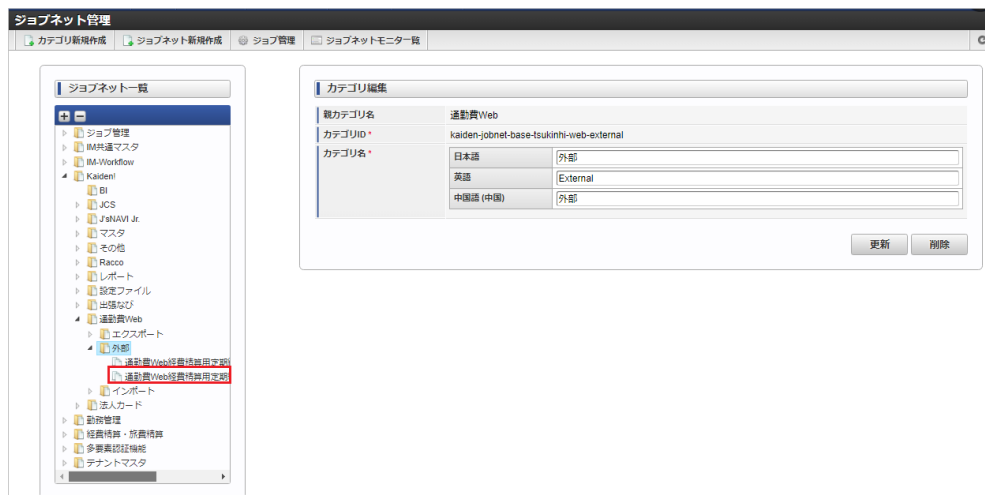 ジョブネット管理
カテゴリ新規作成 ジョブネット新規作成 ジョブ管理 ジョブネットモニター覧
ジョブネット一覧
ジョブ管理
IM共通マスタ
IM-Workflow
Kaiden!
BI
JCS
J'sNAVI Jr.
マスタ
その他
Racco
レポート
設定ファイル
出張なび
通勤費Web
エクスポート
外部
通勤費Web経費精算用定期
通勤費Web経費精算用定期
インポート
法人カード
勤務管理
経費精算・旅費精算
多要素認証機能
テナントマスタ
カテゴリ編集
親カテゴリ名 通勤費Web
カテゴリID * kaiden-jobnet-base-tsukinhi-web-external
カテゴリ名 *
日本語 外部
英語 External
中国語 (中国) 外部
更新 削除